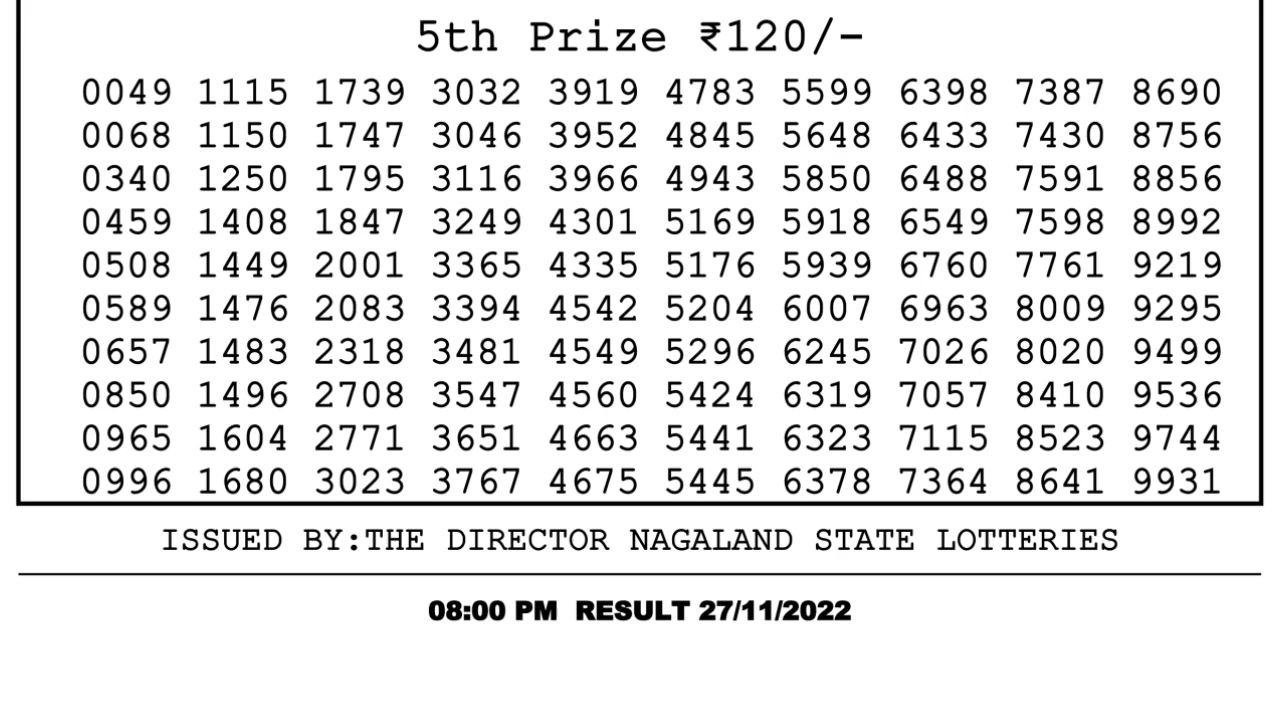 5th Prize ₹120/-
0049 1115 1739 3032 3919 4783 5599 6398 7387 8690
0068 1150 1747 3046 3952 4845 5648 6433 7430 8756
0340 1250 1795 3116 3966 4943 5850 6488 7591 8856
0459 1408 1847 3249 4301 5169 5918 6549 7598 8992
0508 1449 2001 3365 4335 5176 5939 6760 7761 9219
0589 1476 2083 3394 4542 5204 6007 6963 8009 9295
0657 1483 2318 3481 4549 5296 6245 7026 8020 9499
0850 1496 2708 3547 4560 5424 6319 7057 8410 9536
0965 1604 2771 3651 4663 5441 6323 7115 8523 9744
0996 1680 3023 3767 4675 5445 6378 7364 8641 9931
ISSUED BY:THE DIRECTOR NAGALAND STATE LOTTERIES
08:00 PM RESULT 27/11/2022